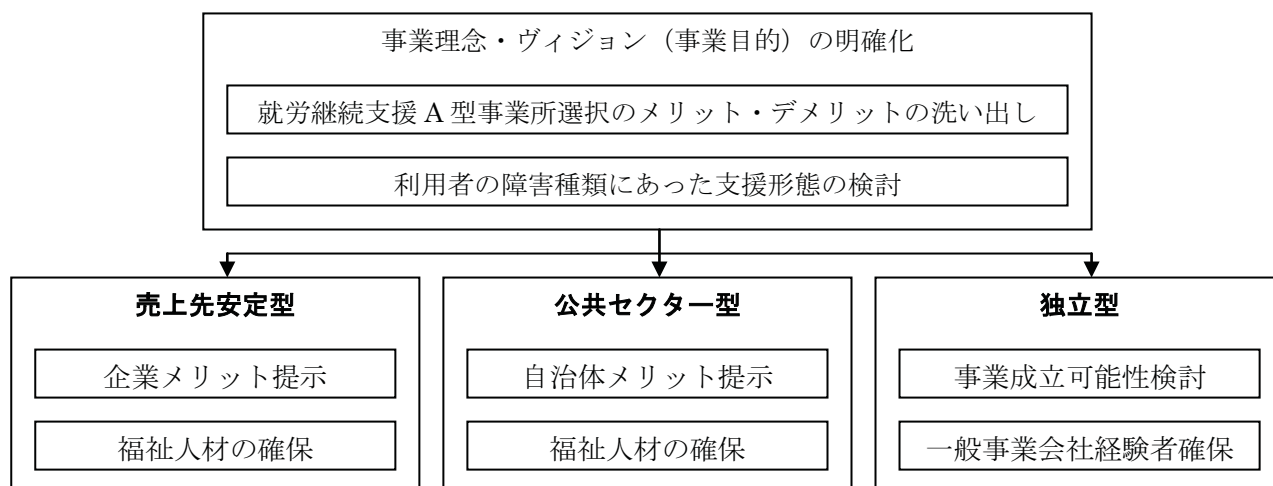 事業理念・ヴィジョン（事業目的）の明確化
就労継続支援 A 型事業所選択のメリット・デメリットの洗い出し
利用者の障害種類にあった支援形態の検討
売上先安定型
企業メリット提示
福祉人材の確保
公共セクター型
自治体メリット提示
福祉人材の確保
独立型
事業成立可能性検討
一般事業会社経験者確保